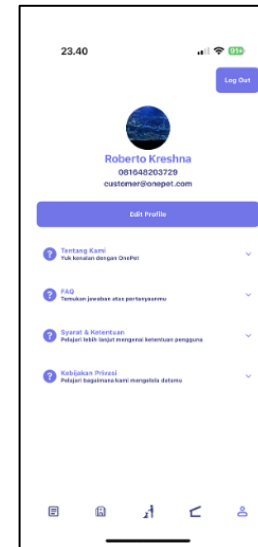 23.40
91+
Log Out
Roberto Kreshna
081648203729
customer@onepet.com
Edit Profile
Tentang Kami
Yuk kenalan dengan OnePet
FAQ
Temukan jawaban atas pertanyaanmu
Syarat & Ketentuan
Pelajari lebih lanjut mengenai ketentuan pengguna
Kebijakan Privasi
Pelajari bagaimana kami mengelola datamu